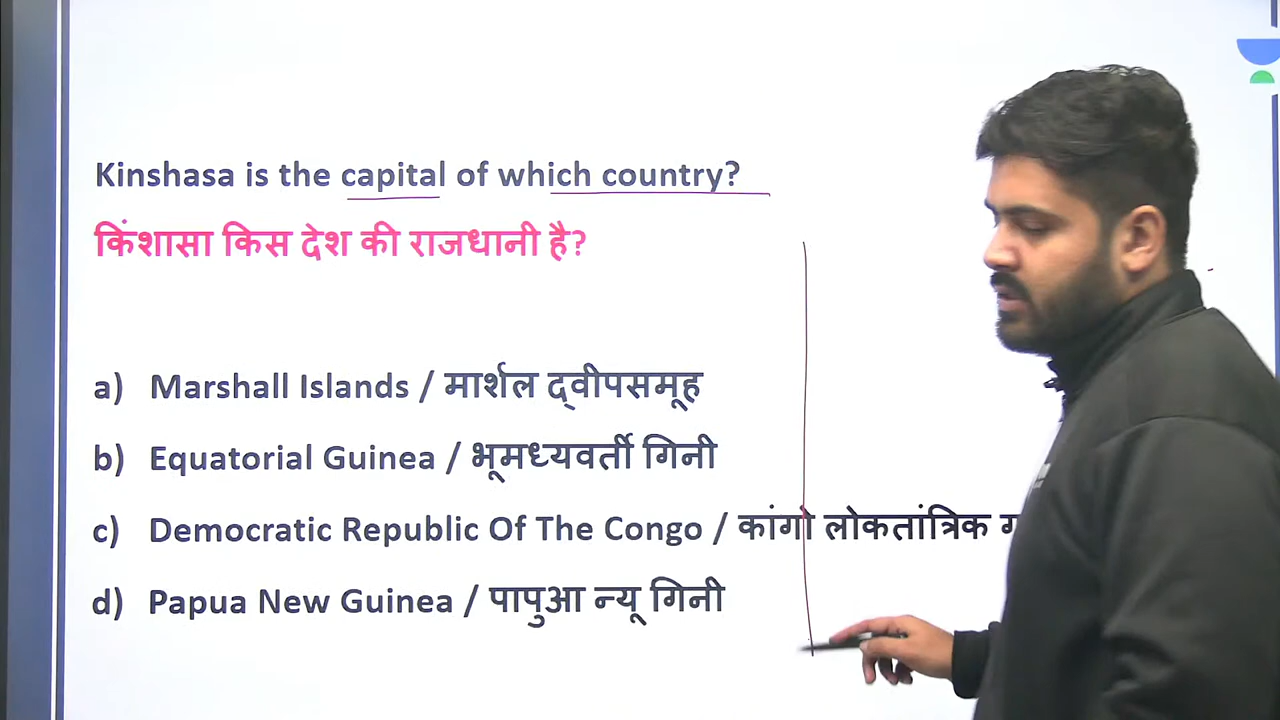 Kinshasa is the capital of which country?
किंशासा किस देश की राजधानी है?
a) Marshall Islands / मार्शल द्वीपसमूह
b) Equatorial Guinea / भूमध्यवर्ती गिनी
c) Democratic Republic Of The Congo / कांगो लोकतांत्रिक
d) Papua New Guinea / पापुआ न्यू गिनी